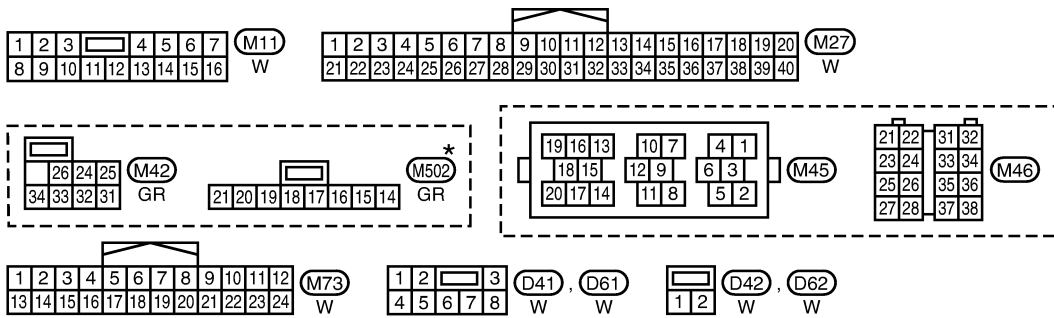 1 2 3 4 5 6 7 M11
8 9 10 11 12 13 14 15 16 W
1 2 3 4 5 6 7 8 9 10 11 12 13 14 15 16 17 18 19 20 M27
21 22 23 24 25 26 27 28 29 30 31 32 33 34 35 36 37 38 39 40 W
26 24 25 M42
34 33 32 31 GR
* M502
21 20 19 18 17 16 15 14 GR
19 16 13 10 7 4 1
18 15 12 9 6 3 M45
20 17 14 11 8 5 2
21 22 31 32
23 24 33 34 M46
25 26 35 36
27 28 37 38
1 2 3 4 5 6 7 8 9 10 11 12 M73
13 14 15 16 17 18 19 20 21 22 23 24 W
1 2 3 D41 , D61
4 5 6 7 8 W W
D42 , D62
1 2 W W